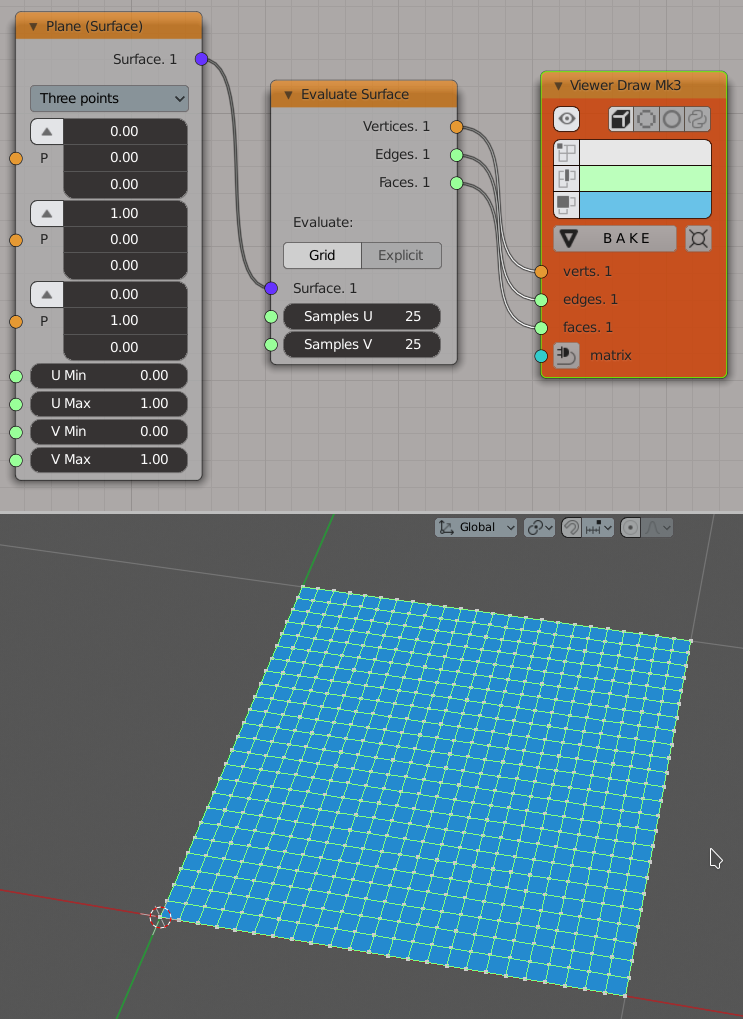 Plane (Surface)
Surface. 1
Three points
0.00
P 0.00
0.00
1.00
P 0.00
0.00
0.00
P 1.00
0.00
U Min 0.00
U Max 1.00
V Min 0.00
V Max 1.00
Evaluate Surface
Vertices. 1
Edges. 1
Faces. 1
Evaluate:
Grid Explicit
Surface. 1
Samples U 25
Samples V 25
Viewer Draw Mk3
BAKE
verts. 1
edges. 1
faces. 1
matrix
Global